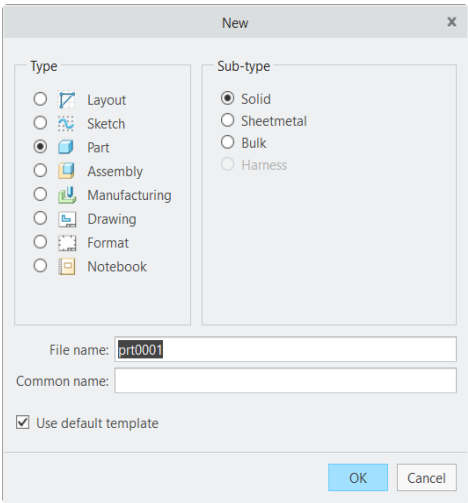 New
x
Type
Layout
Sketch
Part
Assembly
Manufacturing
Drawing
Format
Notebook
Sub-type
Solid
Sheetmetal
Bulk
Harness
File name: prt0001
Common name:
Use default template
OK Cancel